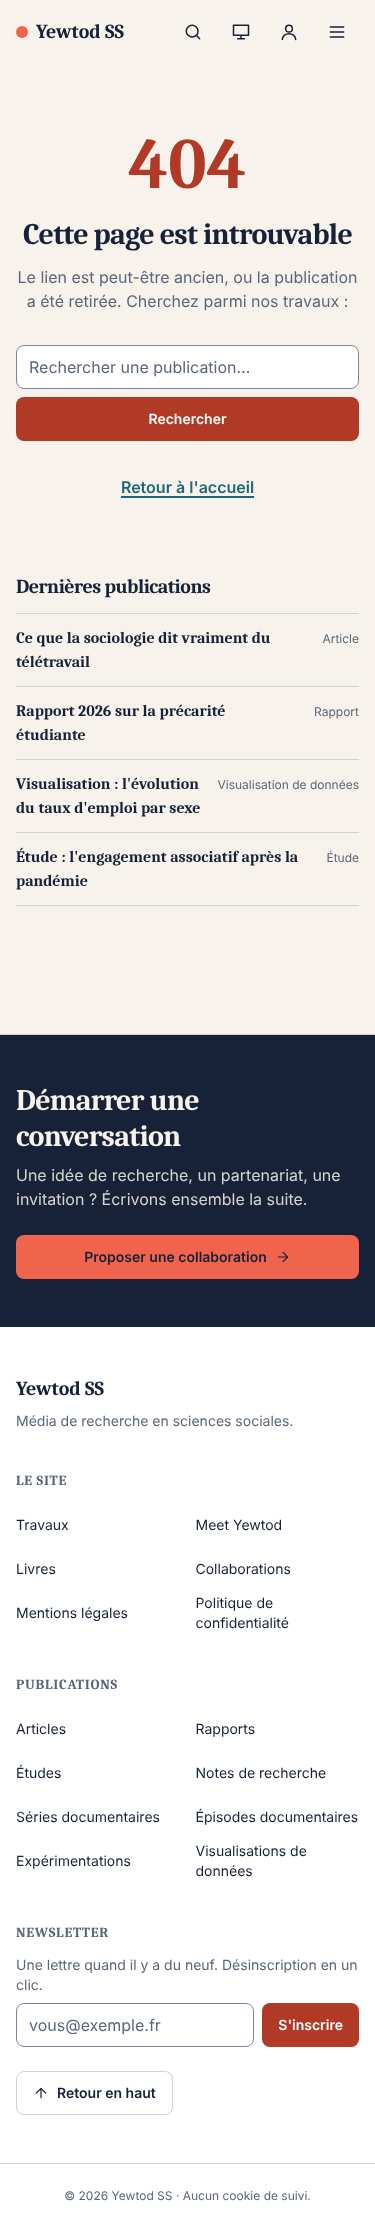 Yewtod SS
404
Cette page est introuvable
Le lien est peut-être ancien, ou la publication
a été retirée. Cherchez parmi nos travaux :
Rechercher une publication...
Rechercher
Retour à l'accueil
Dernières publications
Ce que la sociologie dit vraiment du
télétravail
Article
Rapport 2026 sur la précarité
étudiante
Rapport
Visualisation : l'évolution
du taux d'emploi par sexe
Visualisation de données
Étude : l'engagement associatif après la
pandémie
Étude
Démarrer une
conversation
Une idée de recherche, un partenariat, une
invitation ? Écrivons ensemble la suite.
Proposer une collaboration →
Yewtod SS
Média de recherche en sciences sociales.
LE SITE
Travaux
Meet Yewtod
Livres
Collaborations
Mentions légales
Politique de
confidentialité
PUBLICATIONS
Articles
Rapports
Études
Notes de recherche
Séries documentaires
Épisodes documentaires
Expérimentations
Visualisations de
données
NEWSLETTER
Une lettre quand il y a du neuf. Désinscription en un
clic.
vous@exemple.fr
S'inscrire
↑ Retour en haut
© 2026 Yewtod SS · Aucun cookie de suivi.